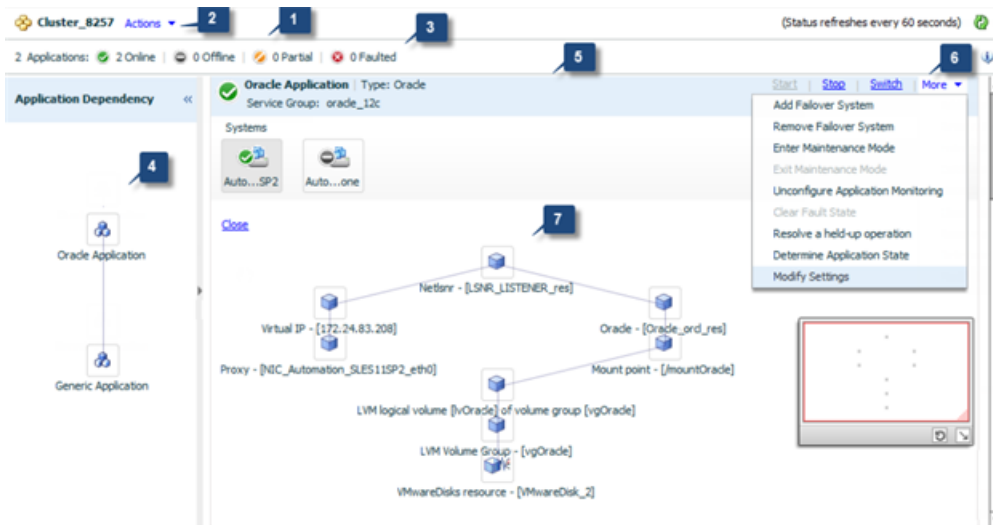 Cluster_8257 Actions 2 1 3 (Status refreshes every 60 seconds)
2 Applications: 2 Online | 0 Offline | 0 Partial | 0 Faulted
5
6
Application Dependency «
Oracle Application | Type: Oracle
Service Group: oracle_12c
Start | Stop | Switch | More
Add Failover System
Remove Failover System
Enter Maintenance Mode
Exit Maintenance Mode
Unconfigure Application Monitoring
Clear Fault State
Resolve a held-up operation
Determine Application State
Modify Settings
Systems
Auto...SP2
Auto...one
4
Oracle Application
Generic Application
Close
7
Netlsnr - [LSNR_LISTENER_res]
Virtual IP - [172.24.83.208]
Oracle - [Oracle_ord_res]
Proxy - [NIC_Automation_SLES11SP2_eth0]
Mount point - [/mountOracle]
LVM logical volume [lvOracle] of volume group [vgOracle]
LVM Volume Group - [vgOracle]
VMwareDisks resource - [VMwareDisk_2]